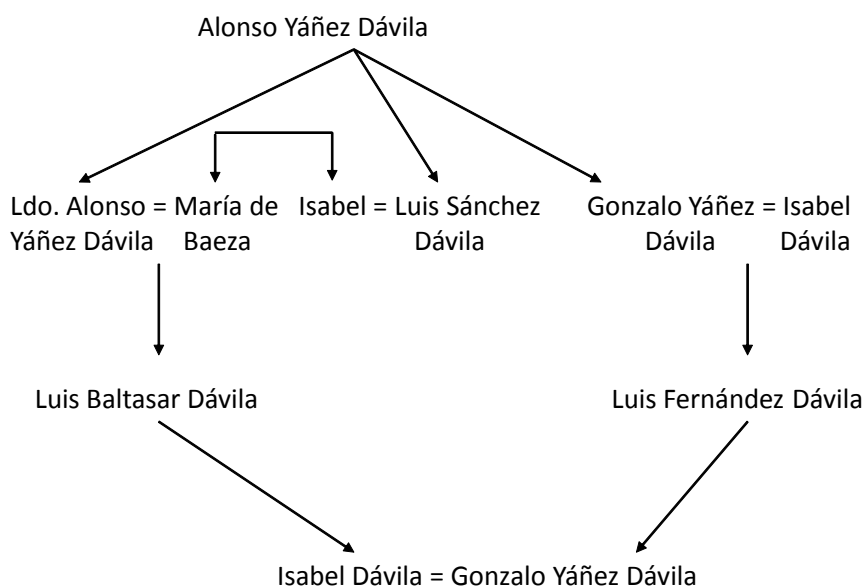 Alonso Yáñez Dávila
Ldo. Alonso = María de
Yáñez Dávila Baeza
Isabel = Luis Sánchez
Dávila
Gonzalo Yáñez = Isabel
Dávila Dávila
Luis Baltasar Dávila
Luis Fernández Dávila
Isabel Dávila = Gonzalo Yáñez Dávila